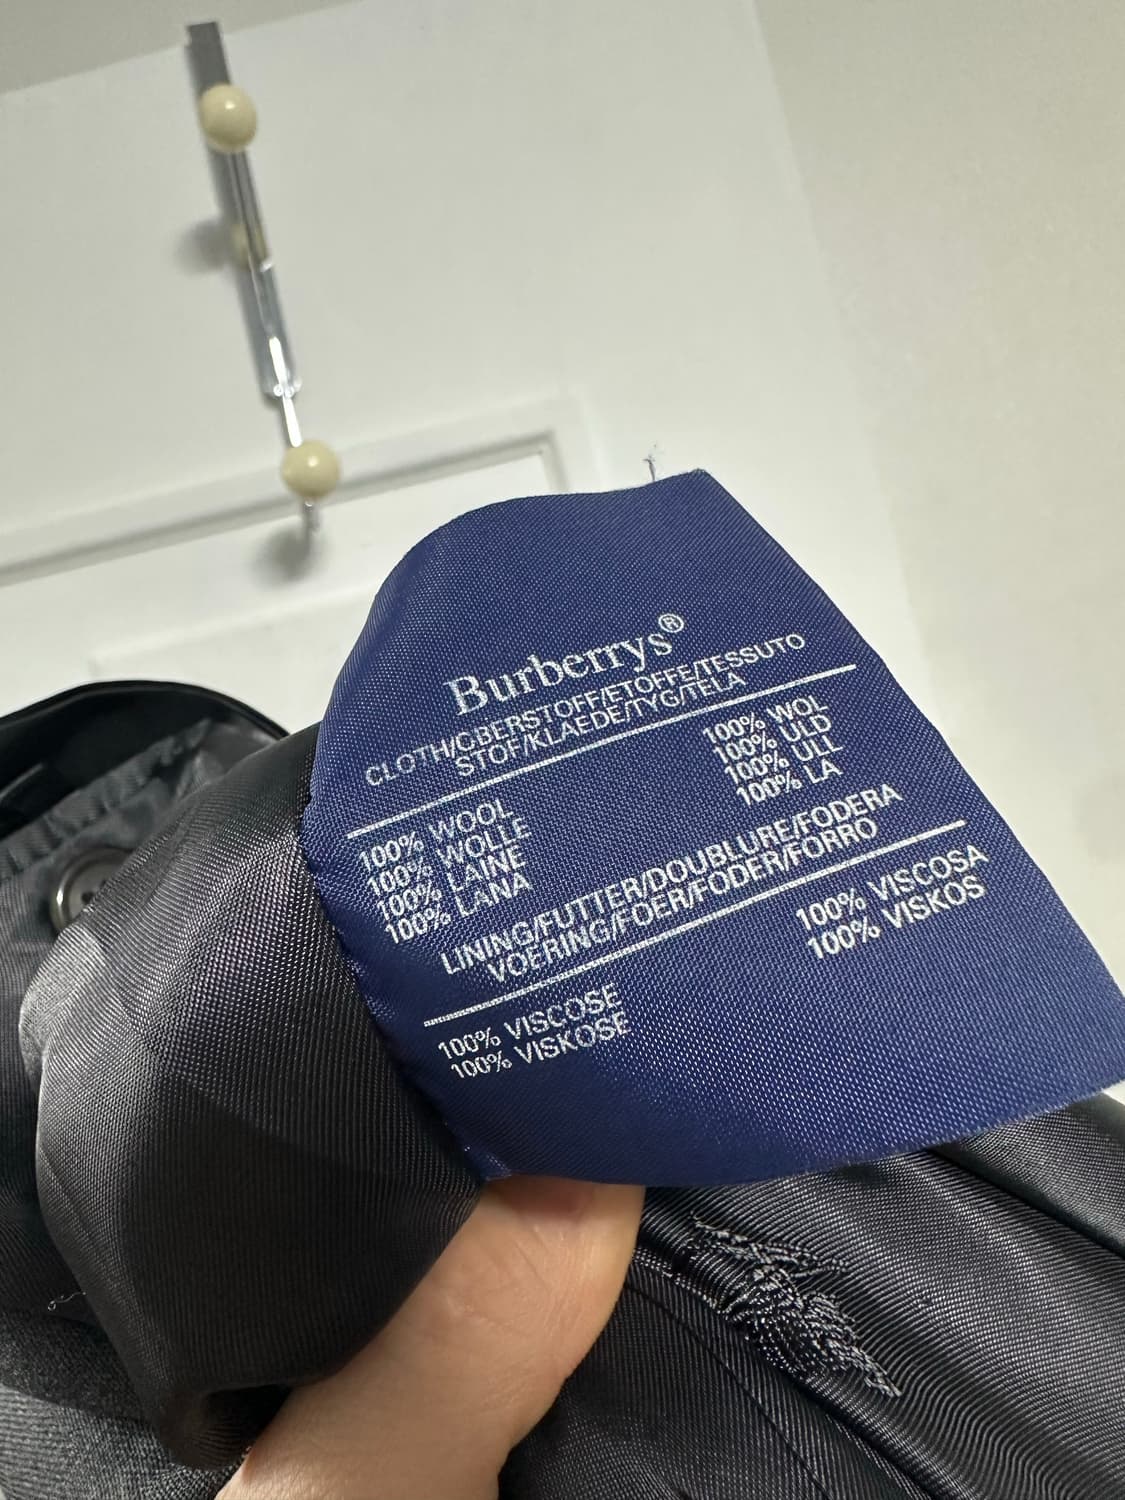 Burberrys®
CLOTH/OBERSTOFF/ETOFFE/TESSUTO
STOF/KLAEDE/TYG/TELA
100% WOOL
100% WOLLE
100% LAINE
100% LANA
100% WOL
100% ULD
100% ULL
100% LA
LINING/FUTTER/DOUBLURE/FODERA
VOERING/FOER/FODER/FORRO
100% VISCOSE
100% VISKOSE
100% VISCOSA
100% VISKOS